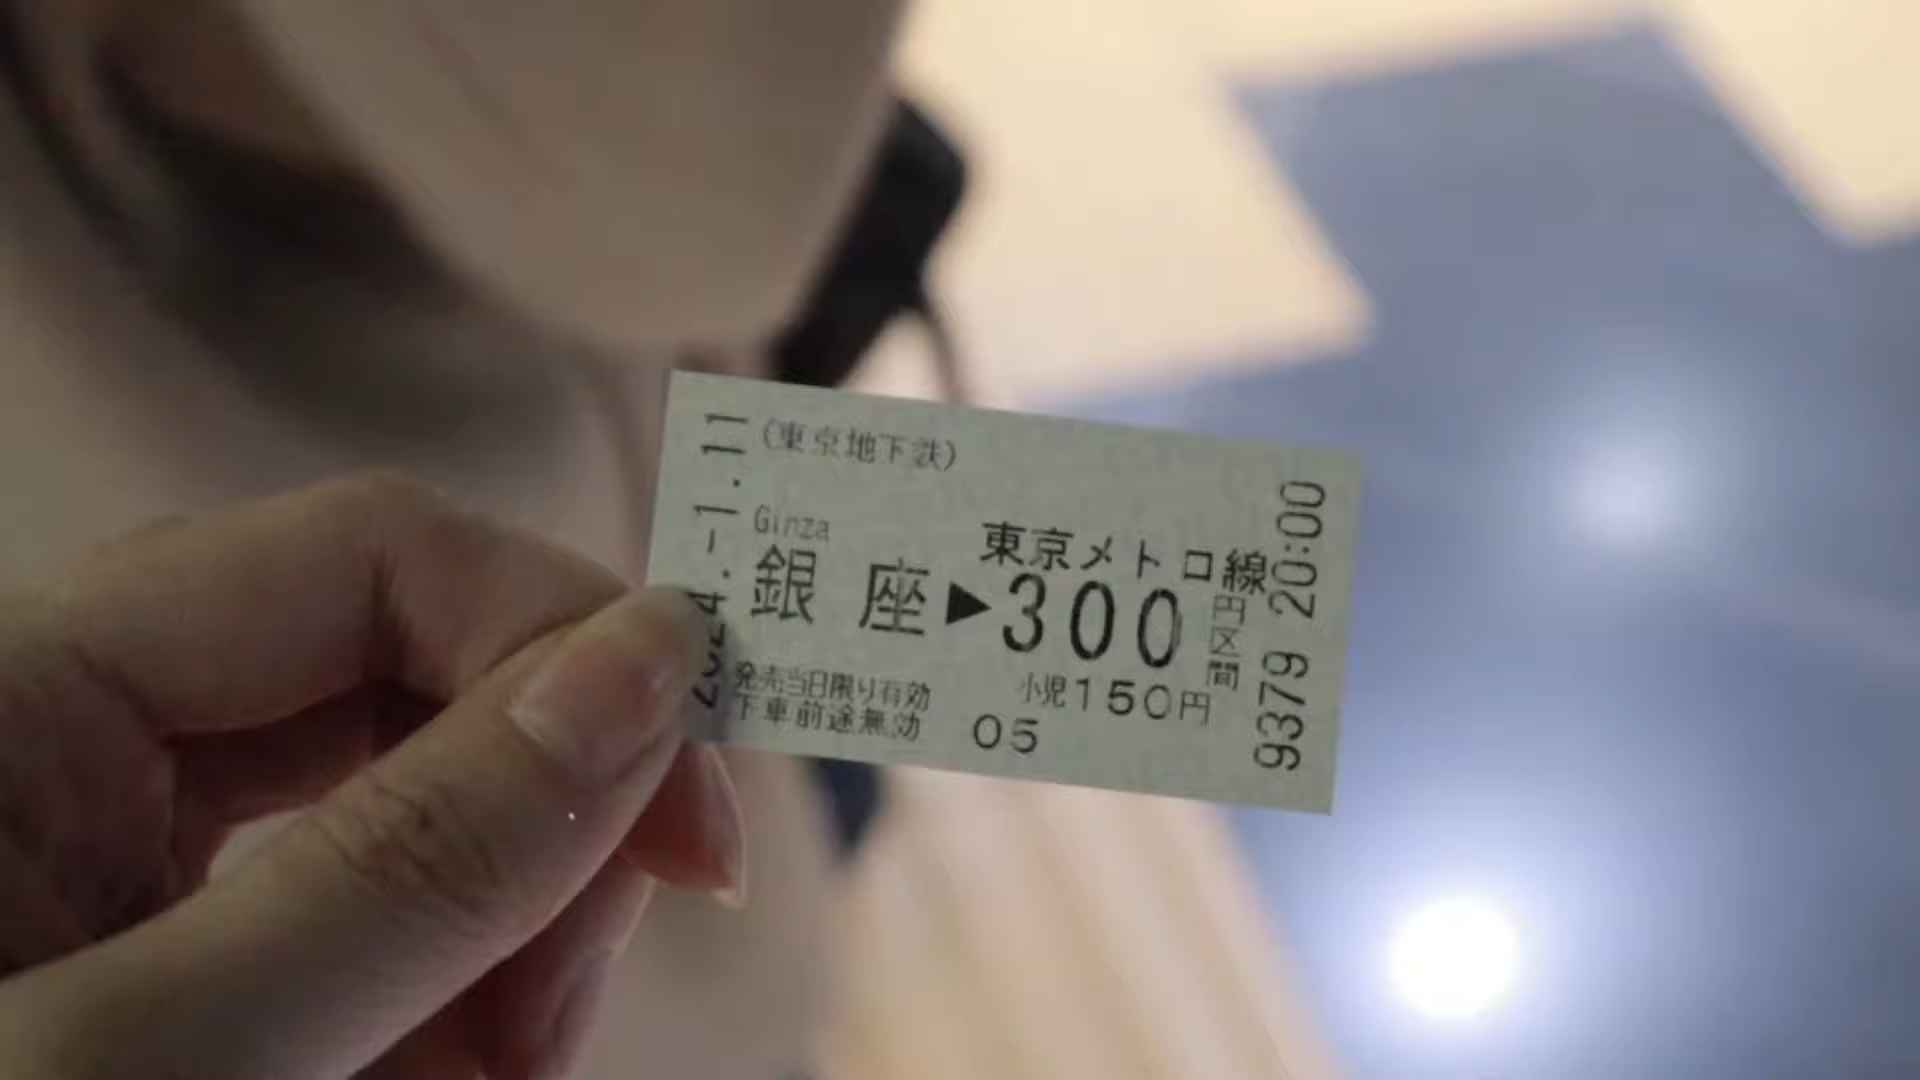 2024.-1.11
(東京地下鉄)
Ginza
銀座▶300円区間
東京メトロ線
小児150円
発売当日限り有効
下車前途無効
05
9379 20:00